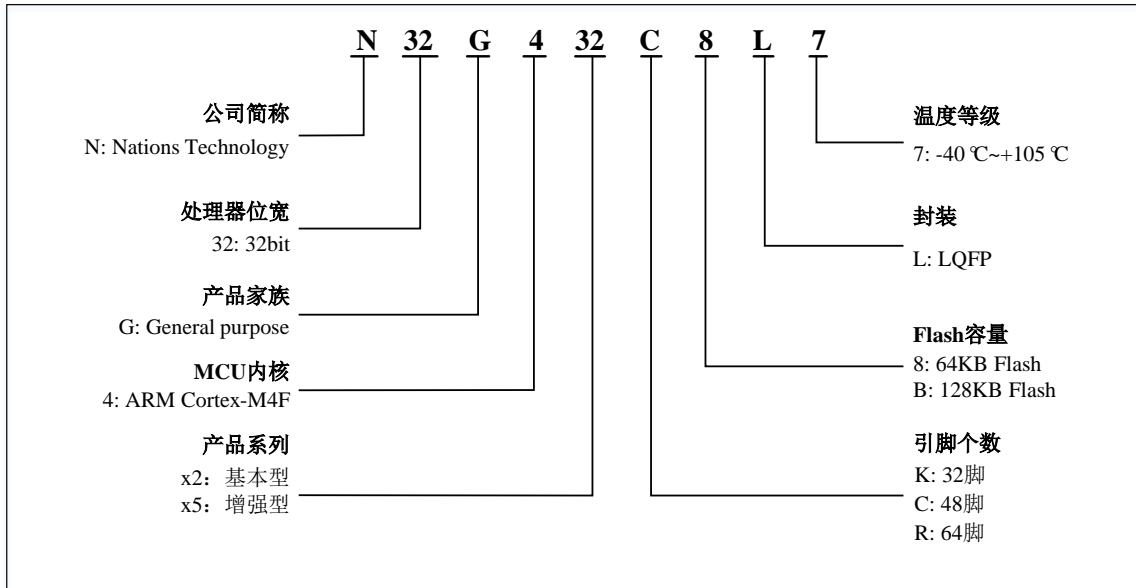 N 32 G 4 32 C 8 L 7
公司简称
N: Nations Technology
处理器位宽
32: 32bit
产品家族
G: General purpose
MCU内核
4: ARM Cortex-M4F
产品系列
x2：基本型
x5：增强型
温度等级
7: -40 ℃~+105 ℃
封装
L: LQFP
Flash容量
8: 64KB Flash
B: 128KB Flash
引脚个数
K: 32脚
C: 48脚
R: 64脚